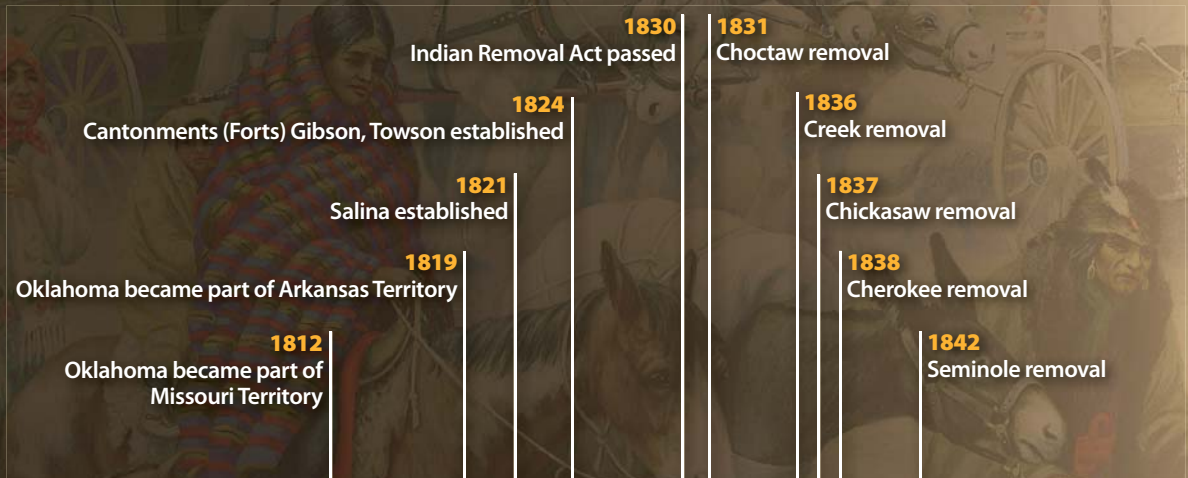 1830
Indian Removal Act passed
1831
Choctaw removal
1824
Cantonments (Forts) Gibson, Towson established
1836
Creek removal
1821
Salina established
1837
Chickasaw removal
1819
Oklahoma became part of Arkansas Territory
1838
Cherokee removal
1812
Oklahoma became part of
Missouri Territory
1842
Seminole removal